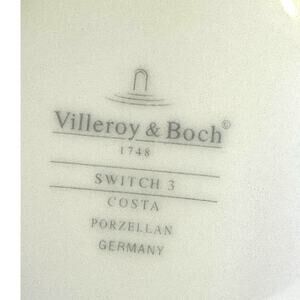 Villeroy & Boch©
1748
SWITCH 3
COSTA
PORZELLAN
GERMANY